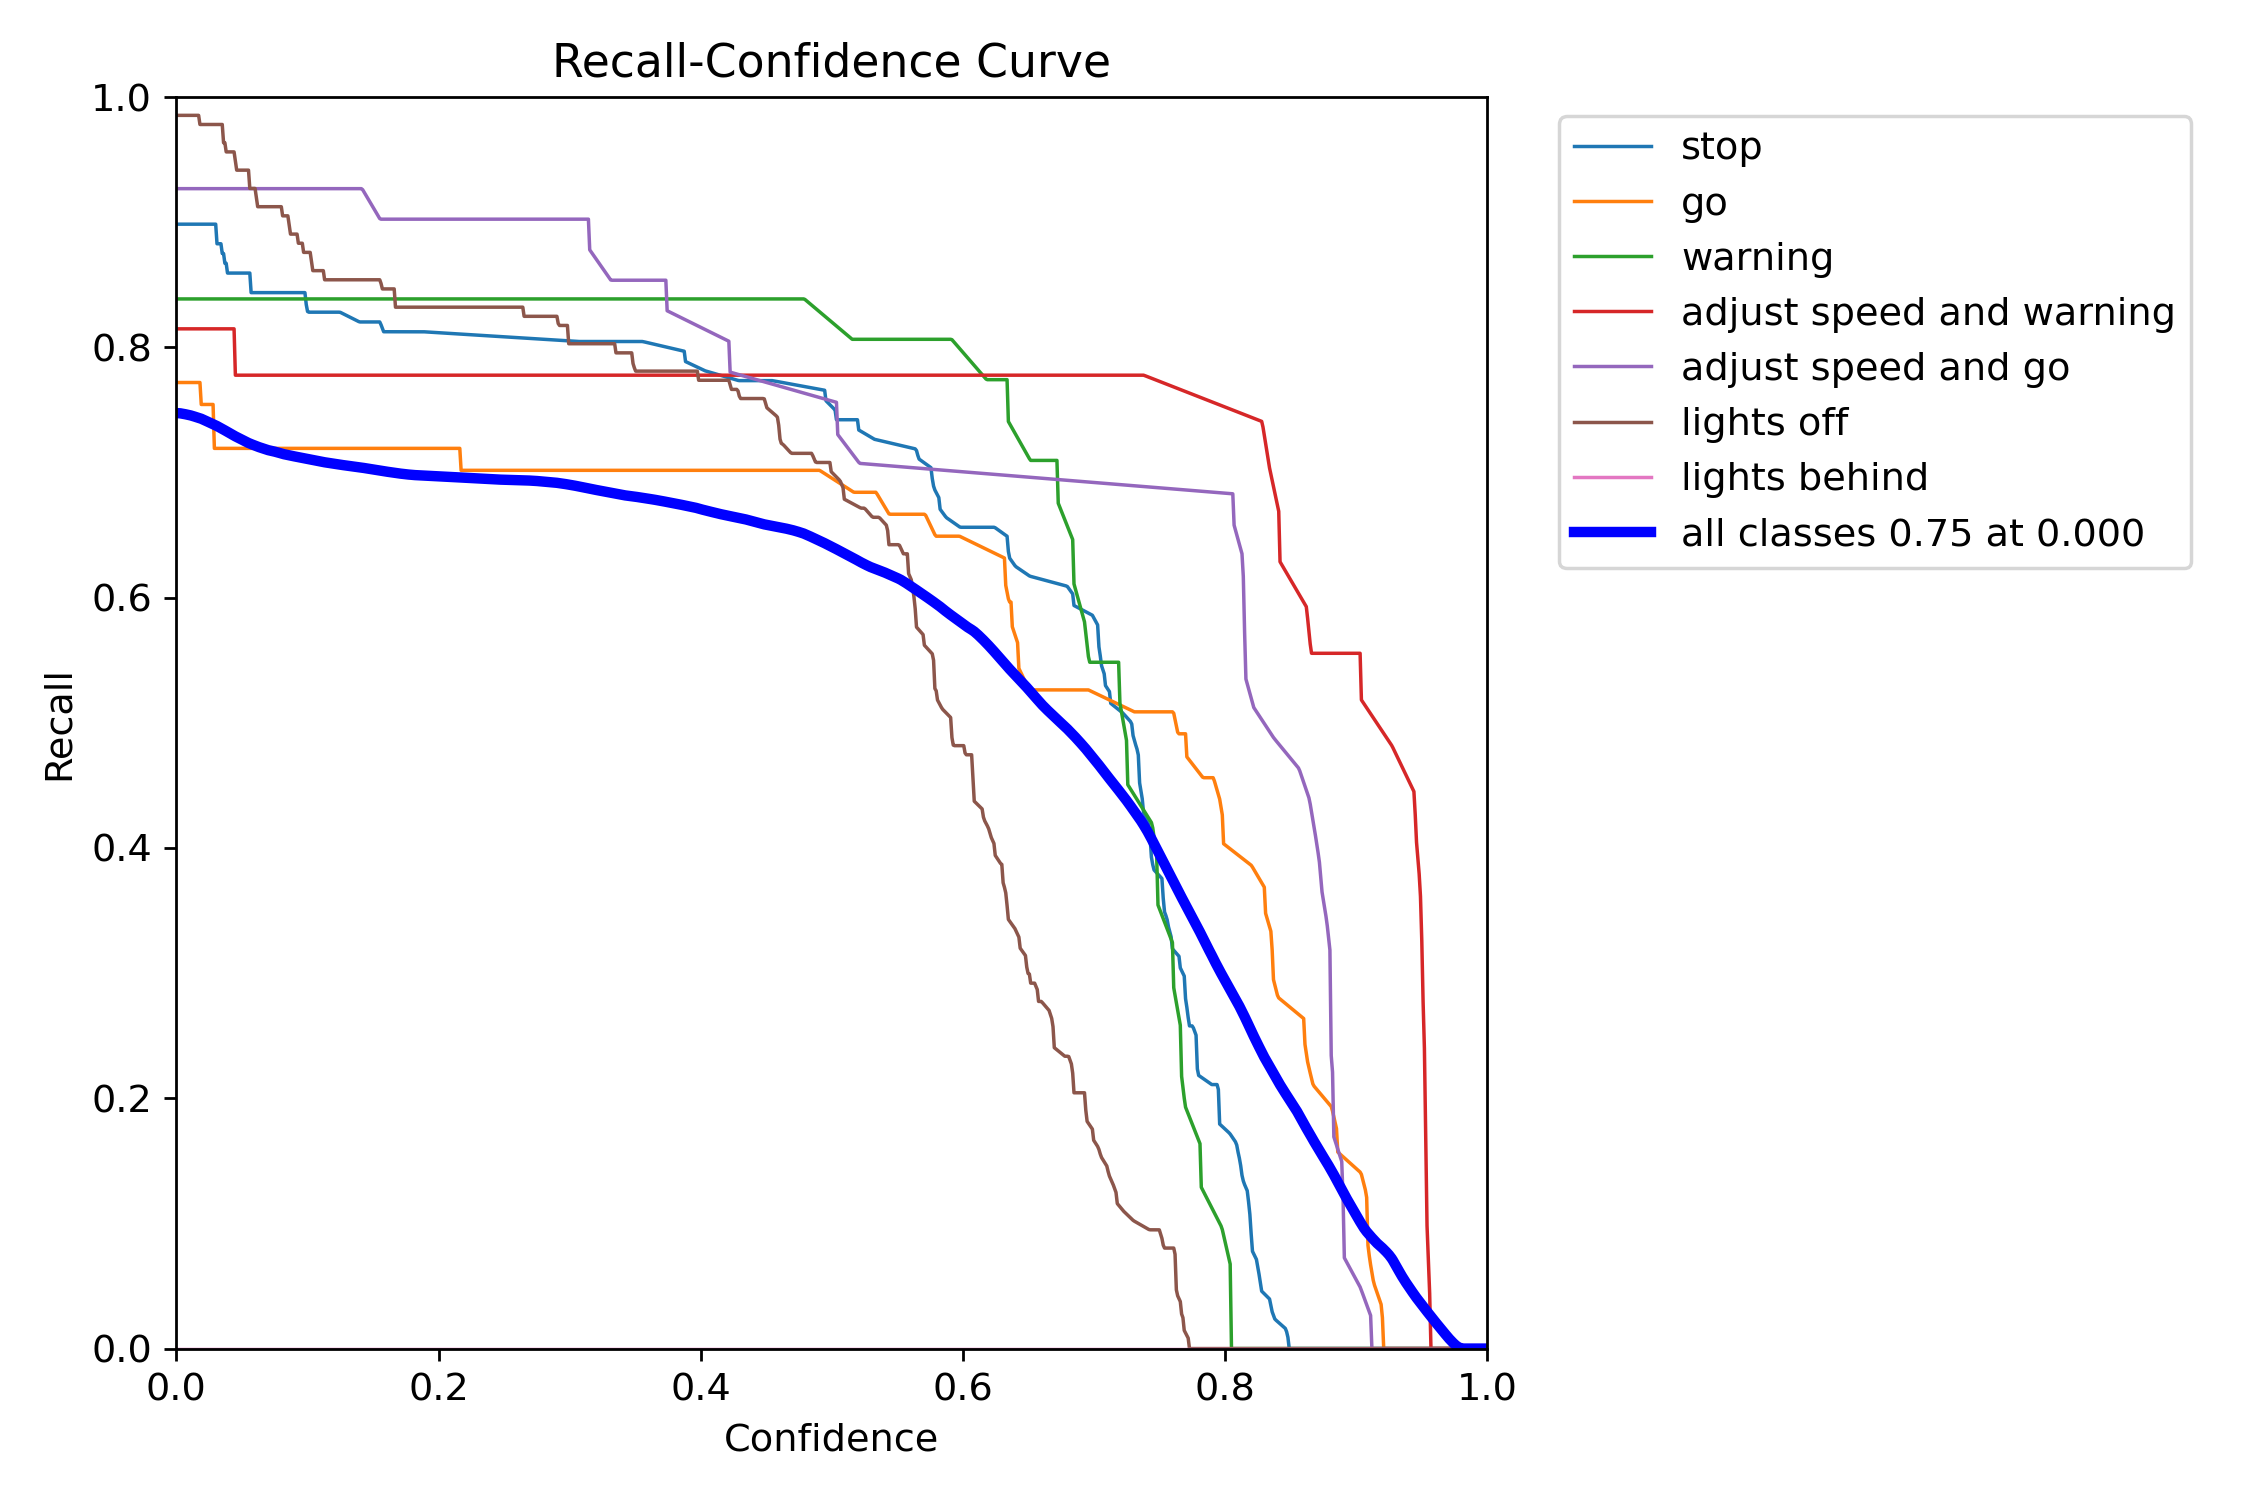 Recall-Confidence Curve
1.0
0.8
0.6
0.4
0.2
0.0
Recall
0.0 0.2 0.4 0.6 0.8 1.0
Confidence
stop
go
warning
adjust speed and warning
adjust speed and go
lights off
lights behind
all classes 0.75 at 0.000